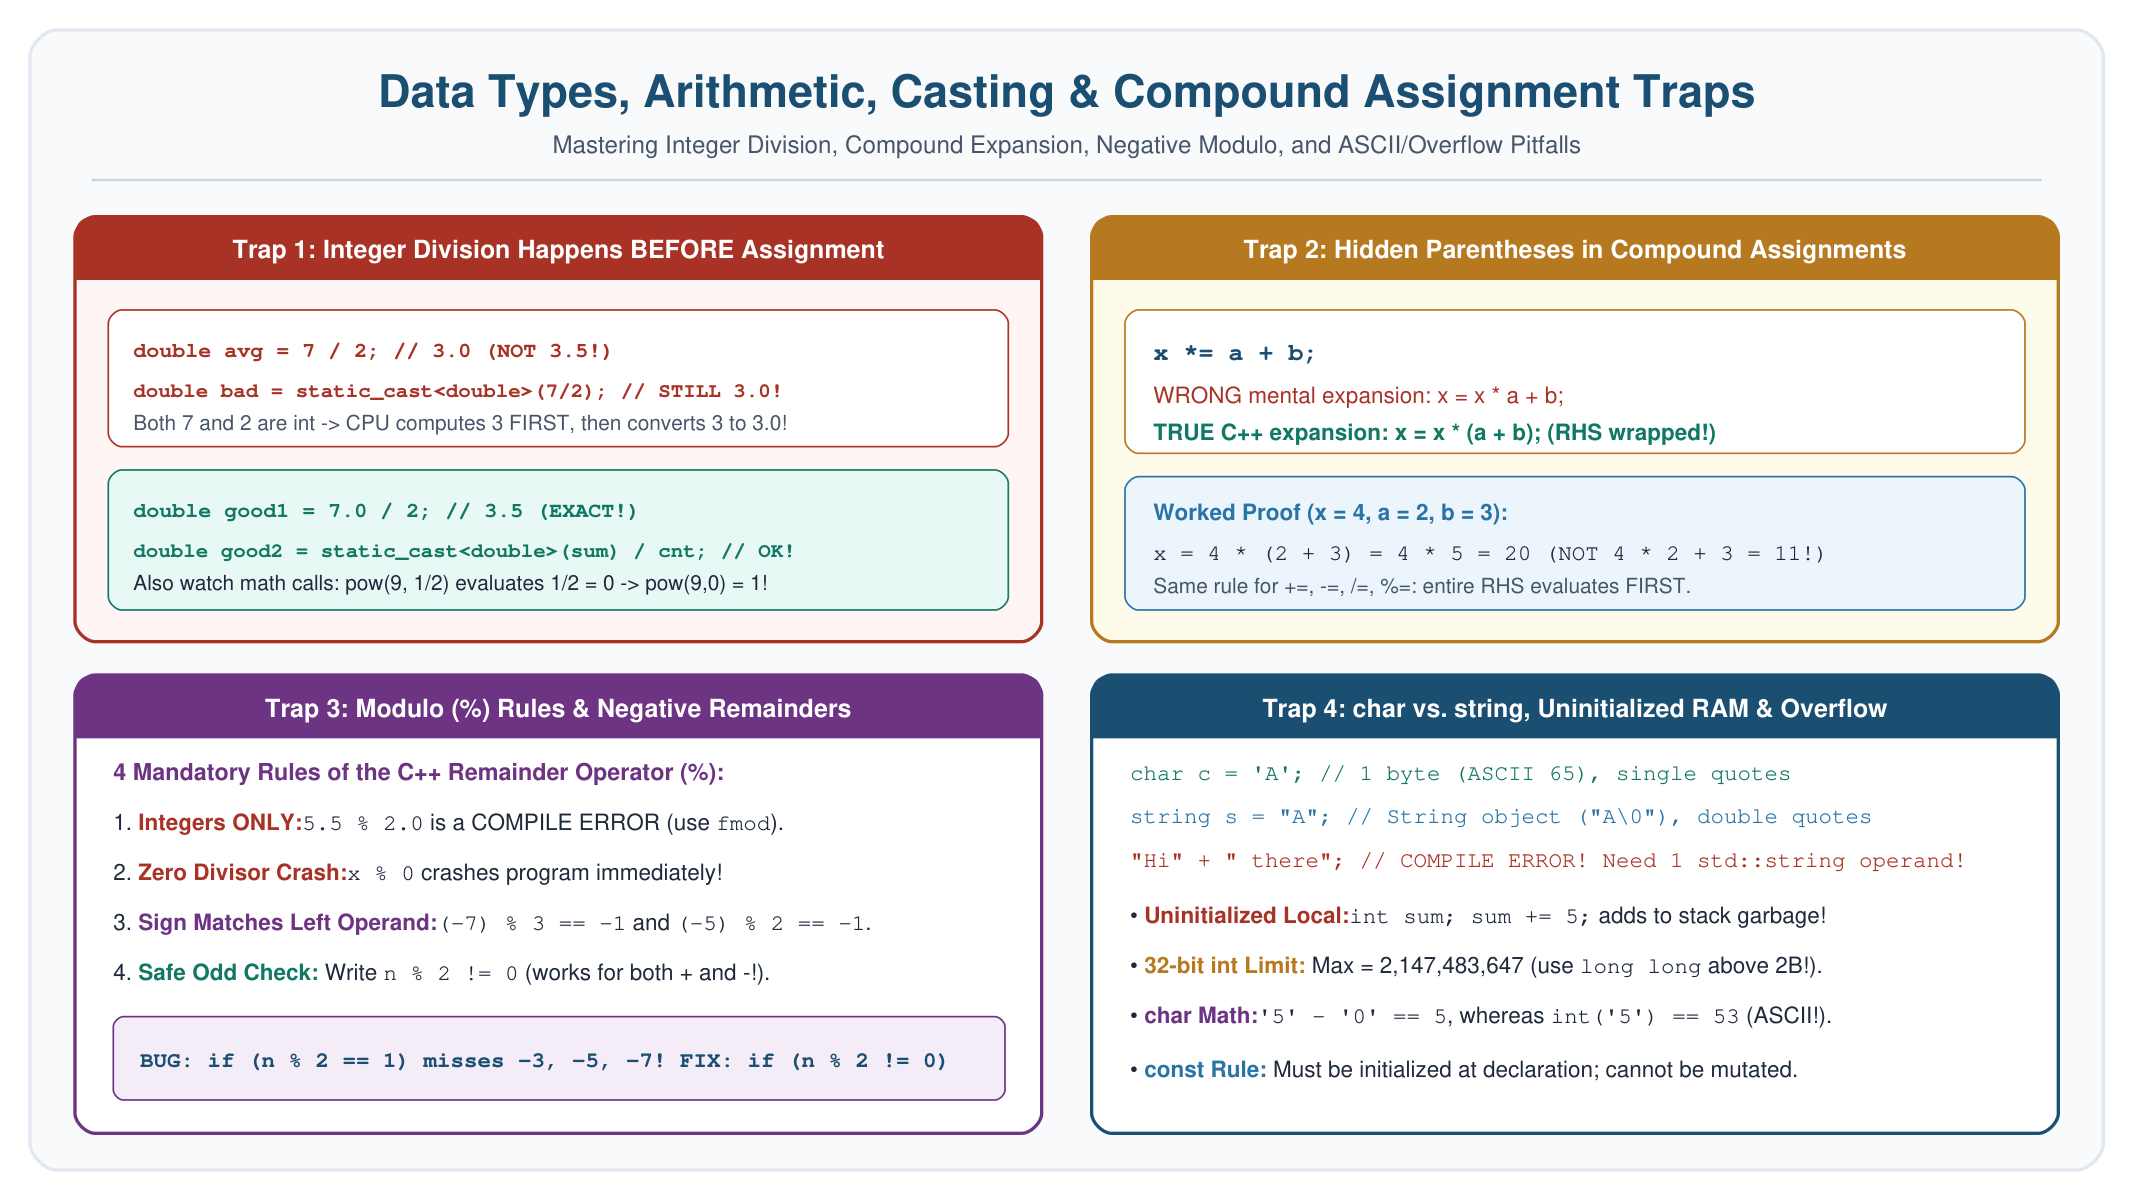 Data Types, Arithmetic, Casting & Compound Assignment Traps
Mastering Integer Division, Compound Expansion, Negative Modulo, and ASCII/Overflow Pitfalls
Trap 1: Integer Division Happens BEFORE Assignment
double avg = 7 / 2; // 3.0 (NOT 3.5!)
double bad = static_cast<double>(7/2); // STILL 3.0!
Both 7 and 2 are int -> CPU computes 3 FIRST, then converts 3 to 3.0!
double good1 = 7.0 / 2; // 3.5 (EXACT!)
double good2 = static_cast<double>(sum) / cnt; // OK!
Also watch math calls: pow(9, 1/2) evaluates 1/2 = 0 -> pow(9,0) = 1!
Trap 2: Hidden Parentheses in Compound Assignments
x *= a + b;
WRONG mental expansion: x = x * a + b;
TRUE C++ expansion: x = x * (a + b); (RHS wrapped!)
Worked Proof (x = 4, a = 2, b = 3):
x = 4 * (2 + 3) = 4 * 5 = 20 (NOT 4 * 2 + 3 = 11!)
Same rule for +=, -=, /=, %=: entire RHS evaluates FIRST.
Trap 3: Modulo (%) Rules & Negative Remainders
4 Mandatory Rules of the C++ Remainder Operator (%):
1. Integers ONLY:5.5 % 2.0 is a COMPILE ERROR (use fmod).
2. Zero Divisor Crash:x % 0 crashes program immediately!
3. Sign Matches Left Operand:(-7) % 3 == -1 and (-5) % 2 == -1.
4. Safe Odd Check: Write n % 2 != 0 (works for both + and -!).
BUG: if (n % 2 == 1) misses -3, -5, -7! FIX: if (n % 2 != 0)
Trap 4: char vs. string, Uninitialized RAM & Overflow
char c = 'A'; // 1 byte (ASCII 65), single quotes
string s = "A"; // String object ("A\0"), double quotes
"Hi" + " there"; // COMPILE ERROR! Need 1 std::string operand!
• Uninitialized Local:int sum; sum += 5; adds to stack garbage!
• 32-bit int Limit: Max = 2,147,483,647 (use long long above 2B!).
• char Math:'5' - '0' == 5, whereas int('5') == 53 (ASCII!).
• const Rule: Must be initialized at declaration; cannot be mutated.